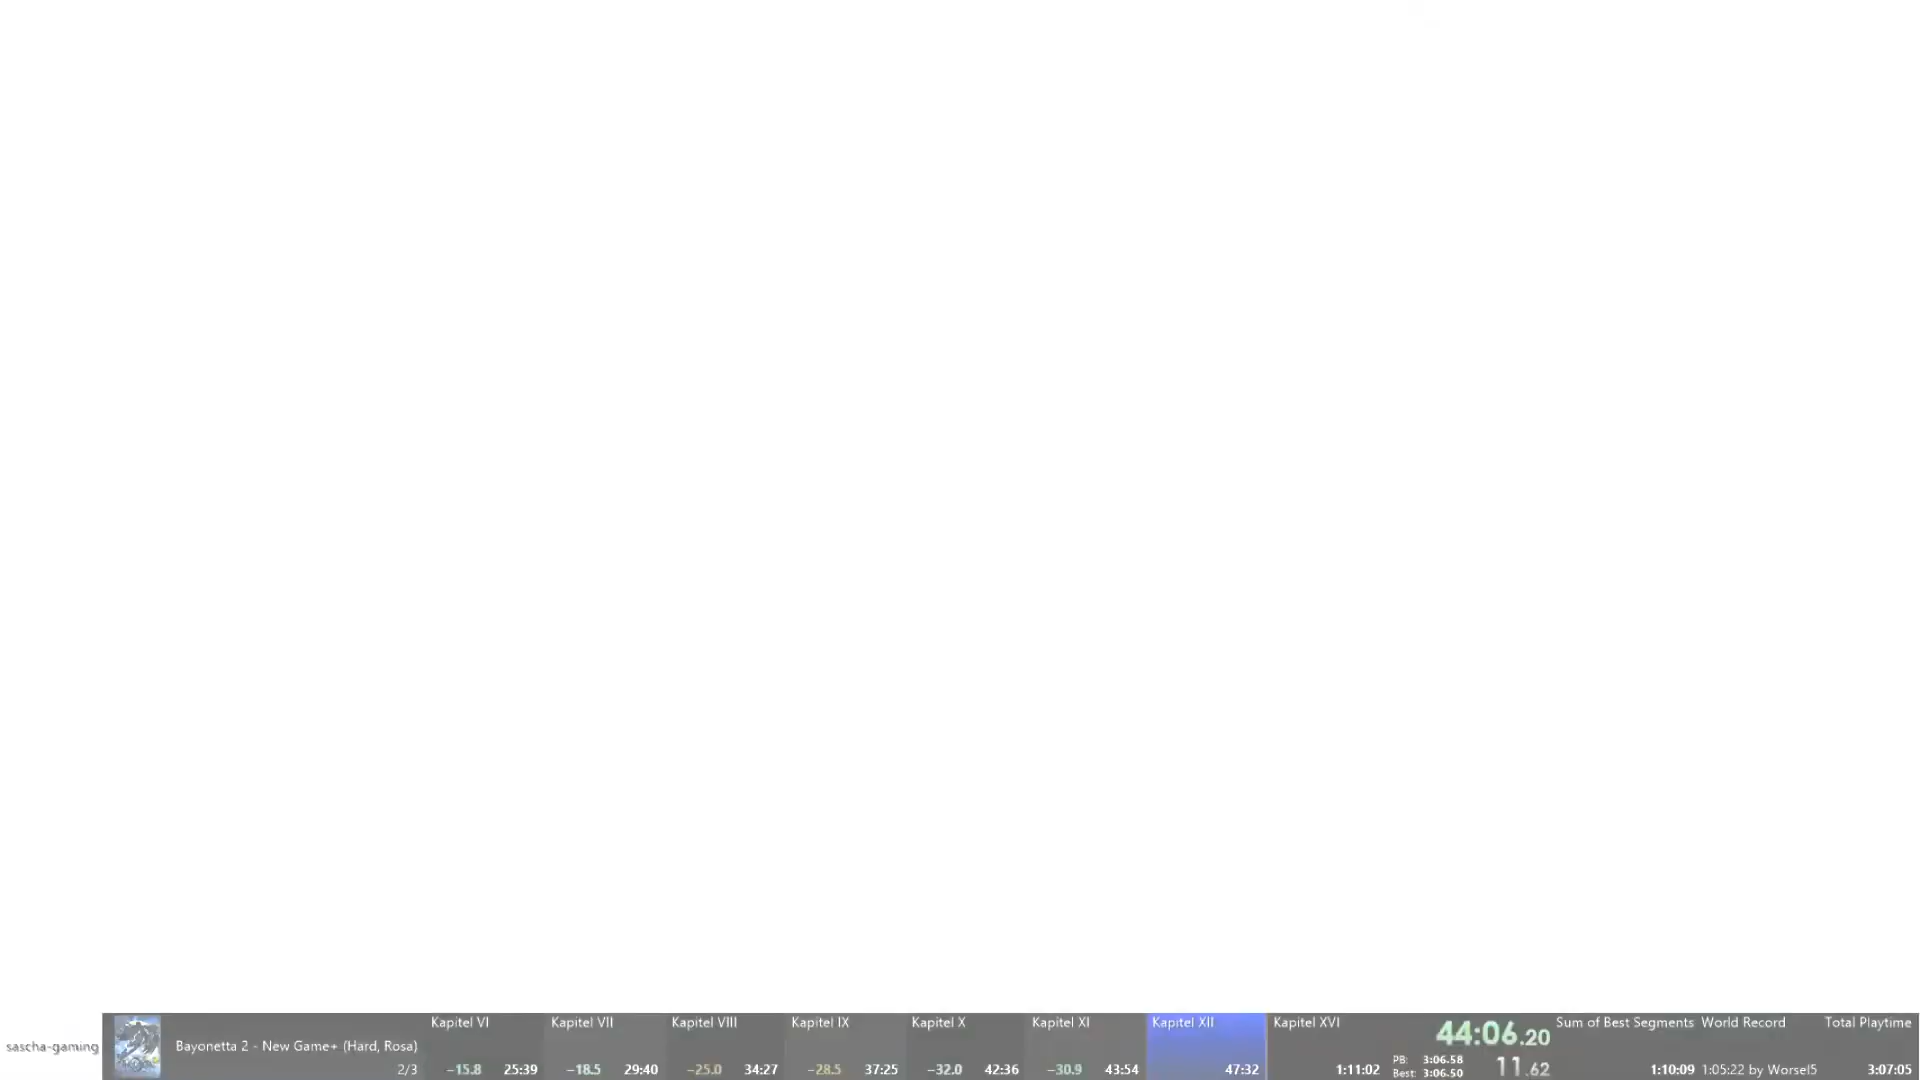 sascha-gaming
Bayonetta 2 - New Game+ (Hard, Rosa)
2/3
Kapitel VI
−15.8 25:39
Kapitel VII
−18.5 29:40
Kapitel VIII
−25.0 34:27
Kapitel IX
−28.5 37:25
Kapitel X
−32.0 42:36
Kapitel XI
−30.9 43:54
Kapitel XII
47:32
Kapitel XVI
1:11:02
44:06.20
PB: 3:06.58
Best: 3:06.50
11.62
Sum of Best Segments
1:10:09
World Record
1:05:22 by Worsel5
Total Playtime
3:07:05